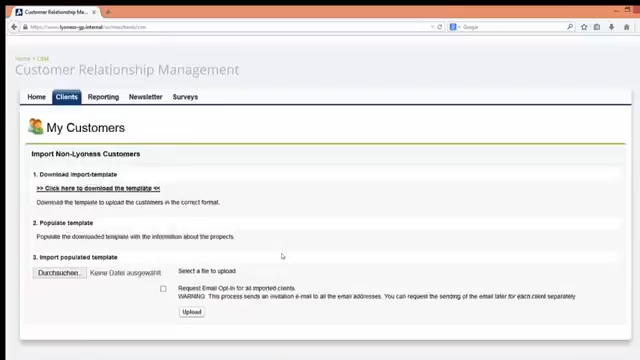 Customer Relationship Mana...
https://www.lyoness-gp.internal
Google
Home > CRM
Customer Relationship Management
Home Clients Reporting Newsletter Surveys
My Customers
Import Non-Lyoness Customers
1. Download import-template
>> Click here to download the template <<
Download the template to upload the customers in the correct format.
2. Populate template
Populate the downloaded template with the information about the projects.
3. Import populated template
Durchsuchen... Keine Datei ausgewählt. Select a file to upload
Request Email Opt-In for all imported clients.
WARNING: This process sends an invitation e-mail to all the email addresses. You can request the sending of the email later for each client separately
Upload